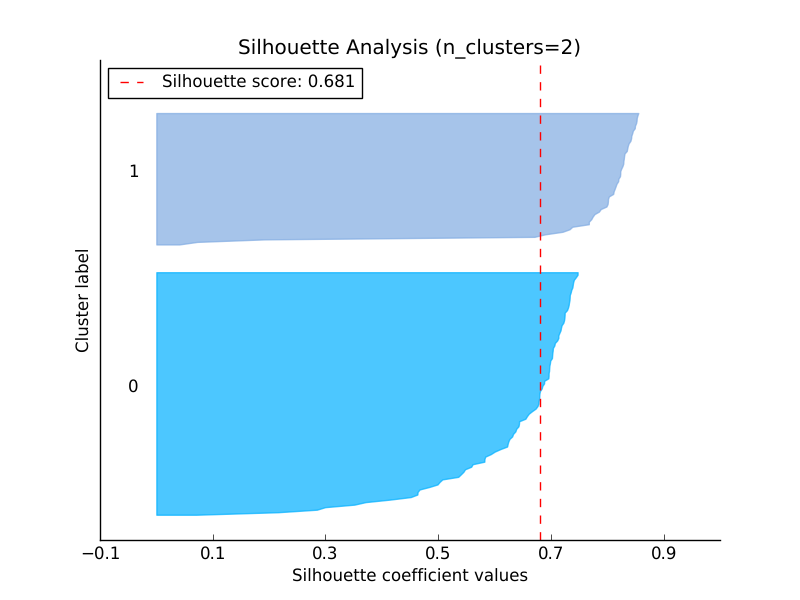 Silhouette Analysis (n_clusters=2)
Silhouette score: 0.681
1
0
Cluster label
−0.1 0.1 0.3 0.5 0.7 0.9
Silhouette coefficient values